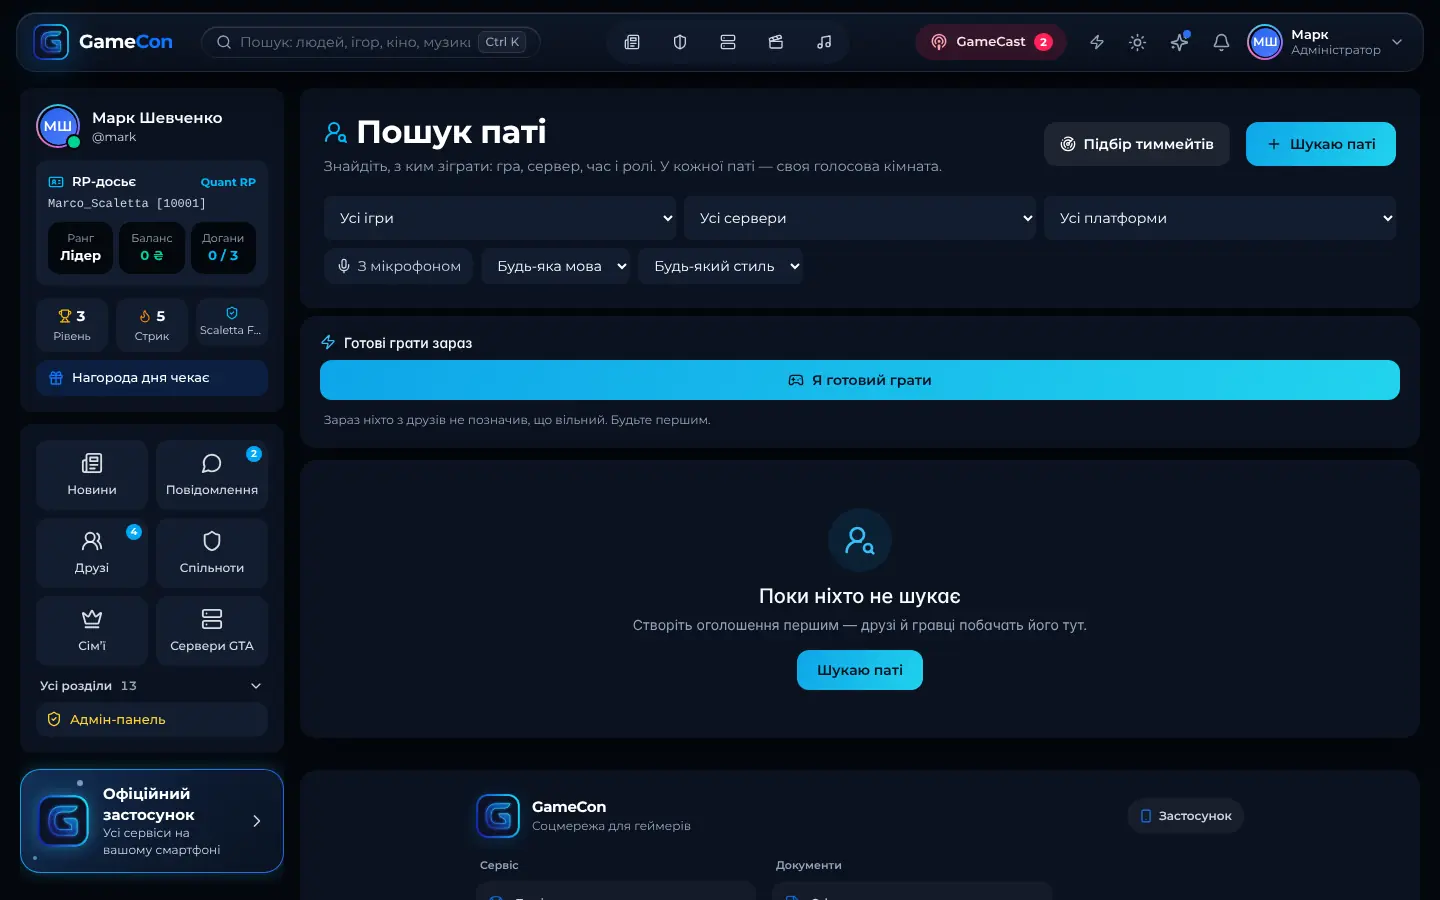 GameCon
Пошук: людей, ігор, кіно, музики
Ctrl K
GameCast 2
МШ
Марк
Адміністратор
МШ
Марк Шевченко
@mark
RP-досьє
Quant RP
Marco_Scaletta [10001]
Ранг
Лідер
Баланс
0 ₴
Догани
0 / 3
3
Рівень
5
Стрик
Scaletta F...
Нагорода дня чекає
Новини
Повідомлення
2
Друзі
4
Спільноти
Сім'ї
Сервери GTA
Усі розділи 13
Адмін-панель
Офіційний
застосунок
Усі сервіси на
вашому смартфоні
Пошук паті
Знайдіть, з ким зіграти: гра, сервер, час і ролі. У кожної паті — своя голосова кімната.
Підбір тиммейтів
Шукаю паті
Усі ігри
Усі сервери
Усі платформи
З мікрофоном
Будь-яка мова
Будь-який стиль
Готові грати зараз
Я готовий грати
Зараз ніхто з друзів не позначив, що вільний. Будьте першим.
Поки ніхто не шукає
Створіть оголошення першим — друзі й гравці побачать його тут.
Шукаю паті
GameCon
Соцмережа для геймерів
Застосунок
Сервіс
Документи